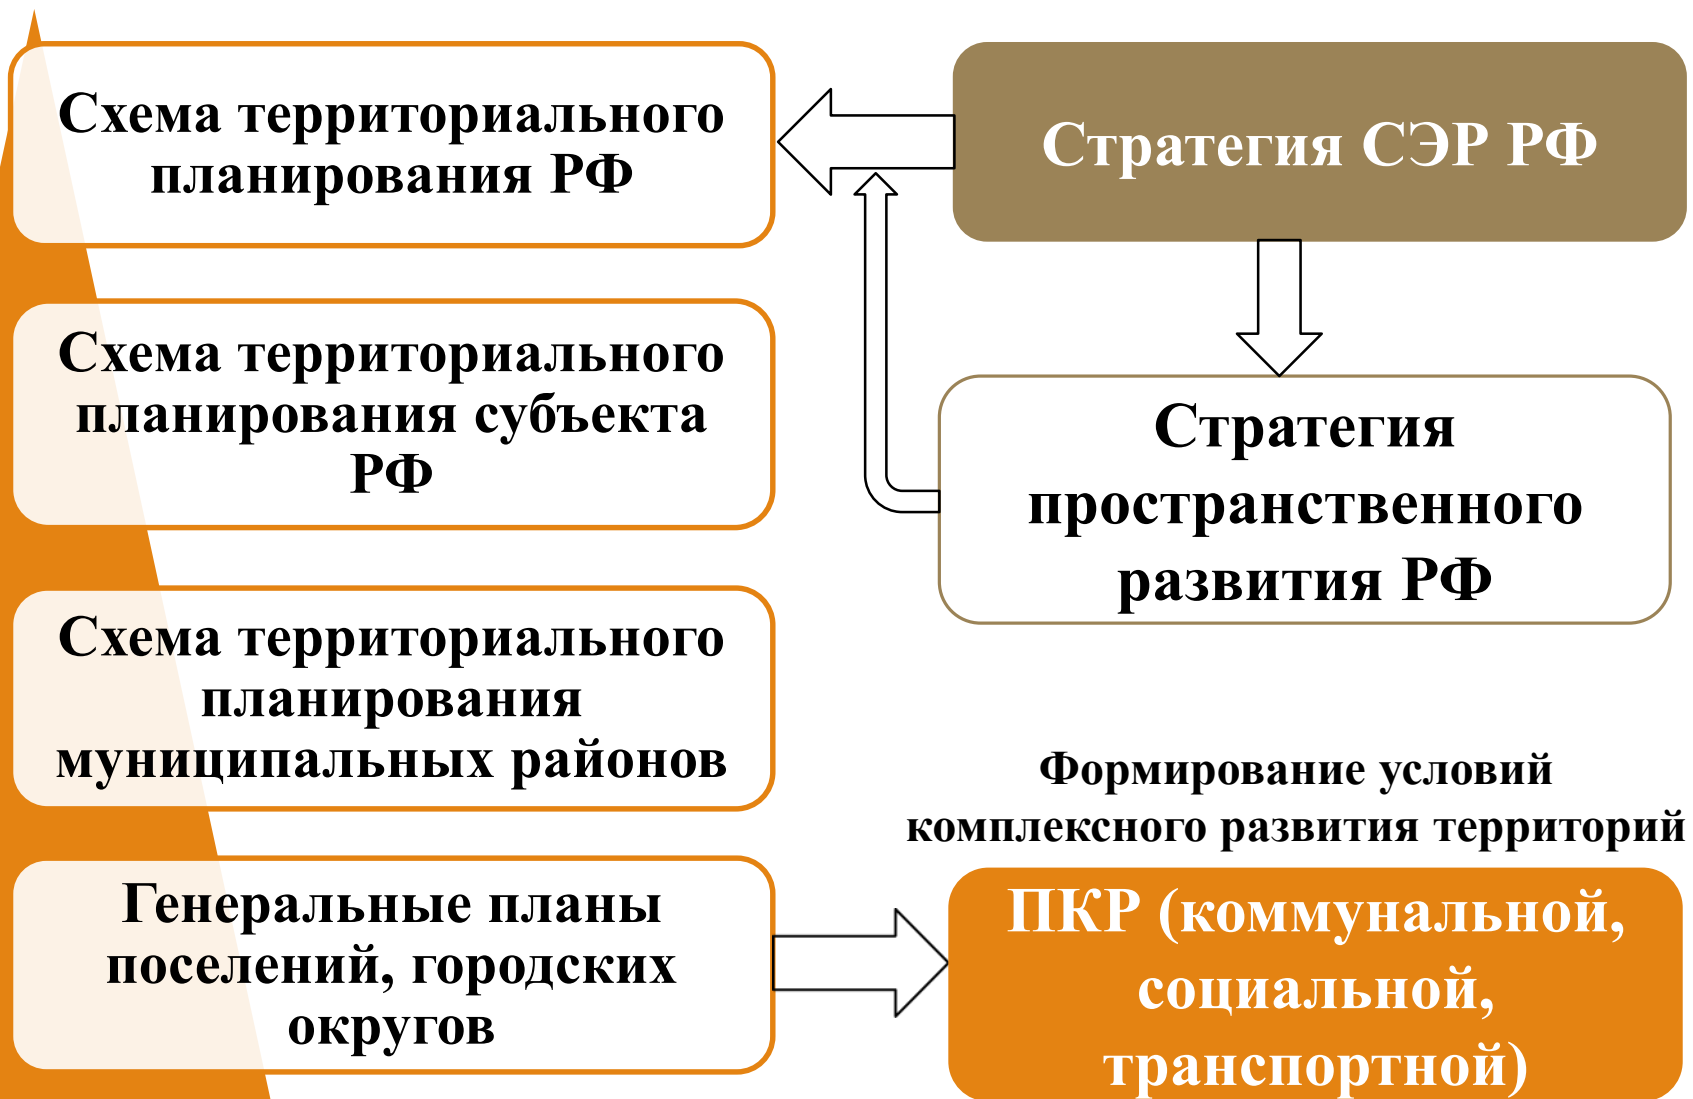 Схема территориального
планирования РФ
Стратегия СЭР РФ
Схема территориального
планирования субъекта
РФ
Стратегия
пространственного
развития РФ
Схема территориального
планирования
муниципальных районов
Формирование условий
комплексного развития территорий
Генеральные планы
поселений, городских
округов
ПКР (коммунальной,
социальной,
транспортной)